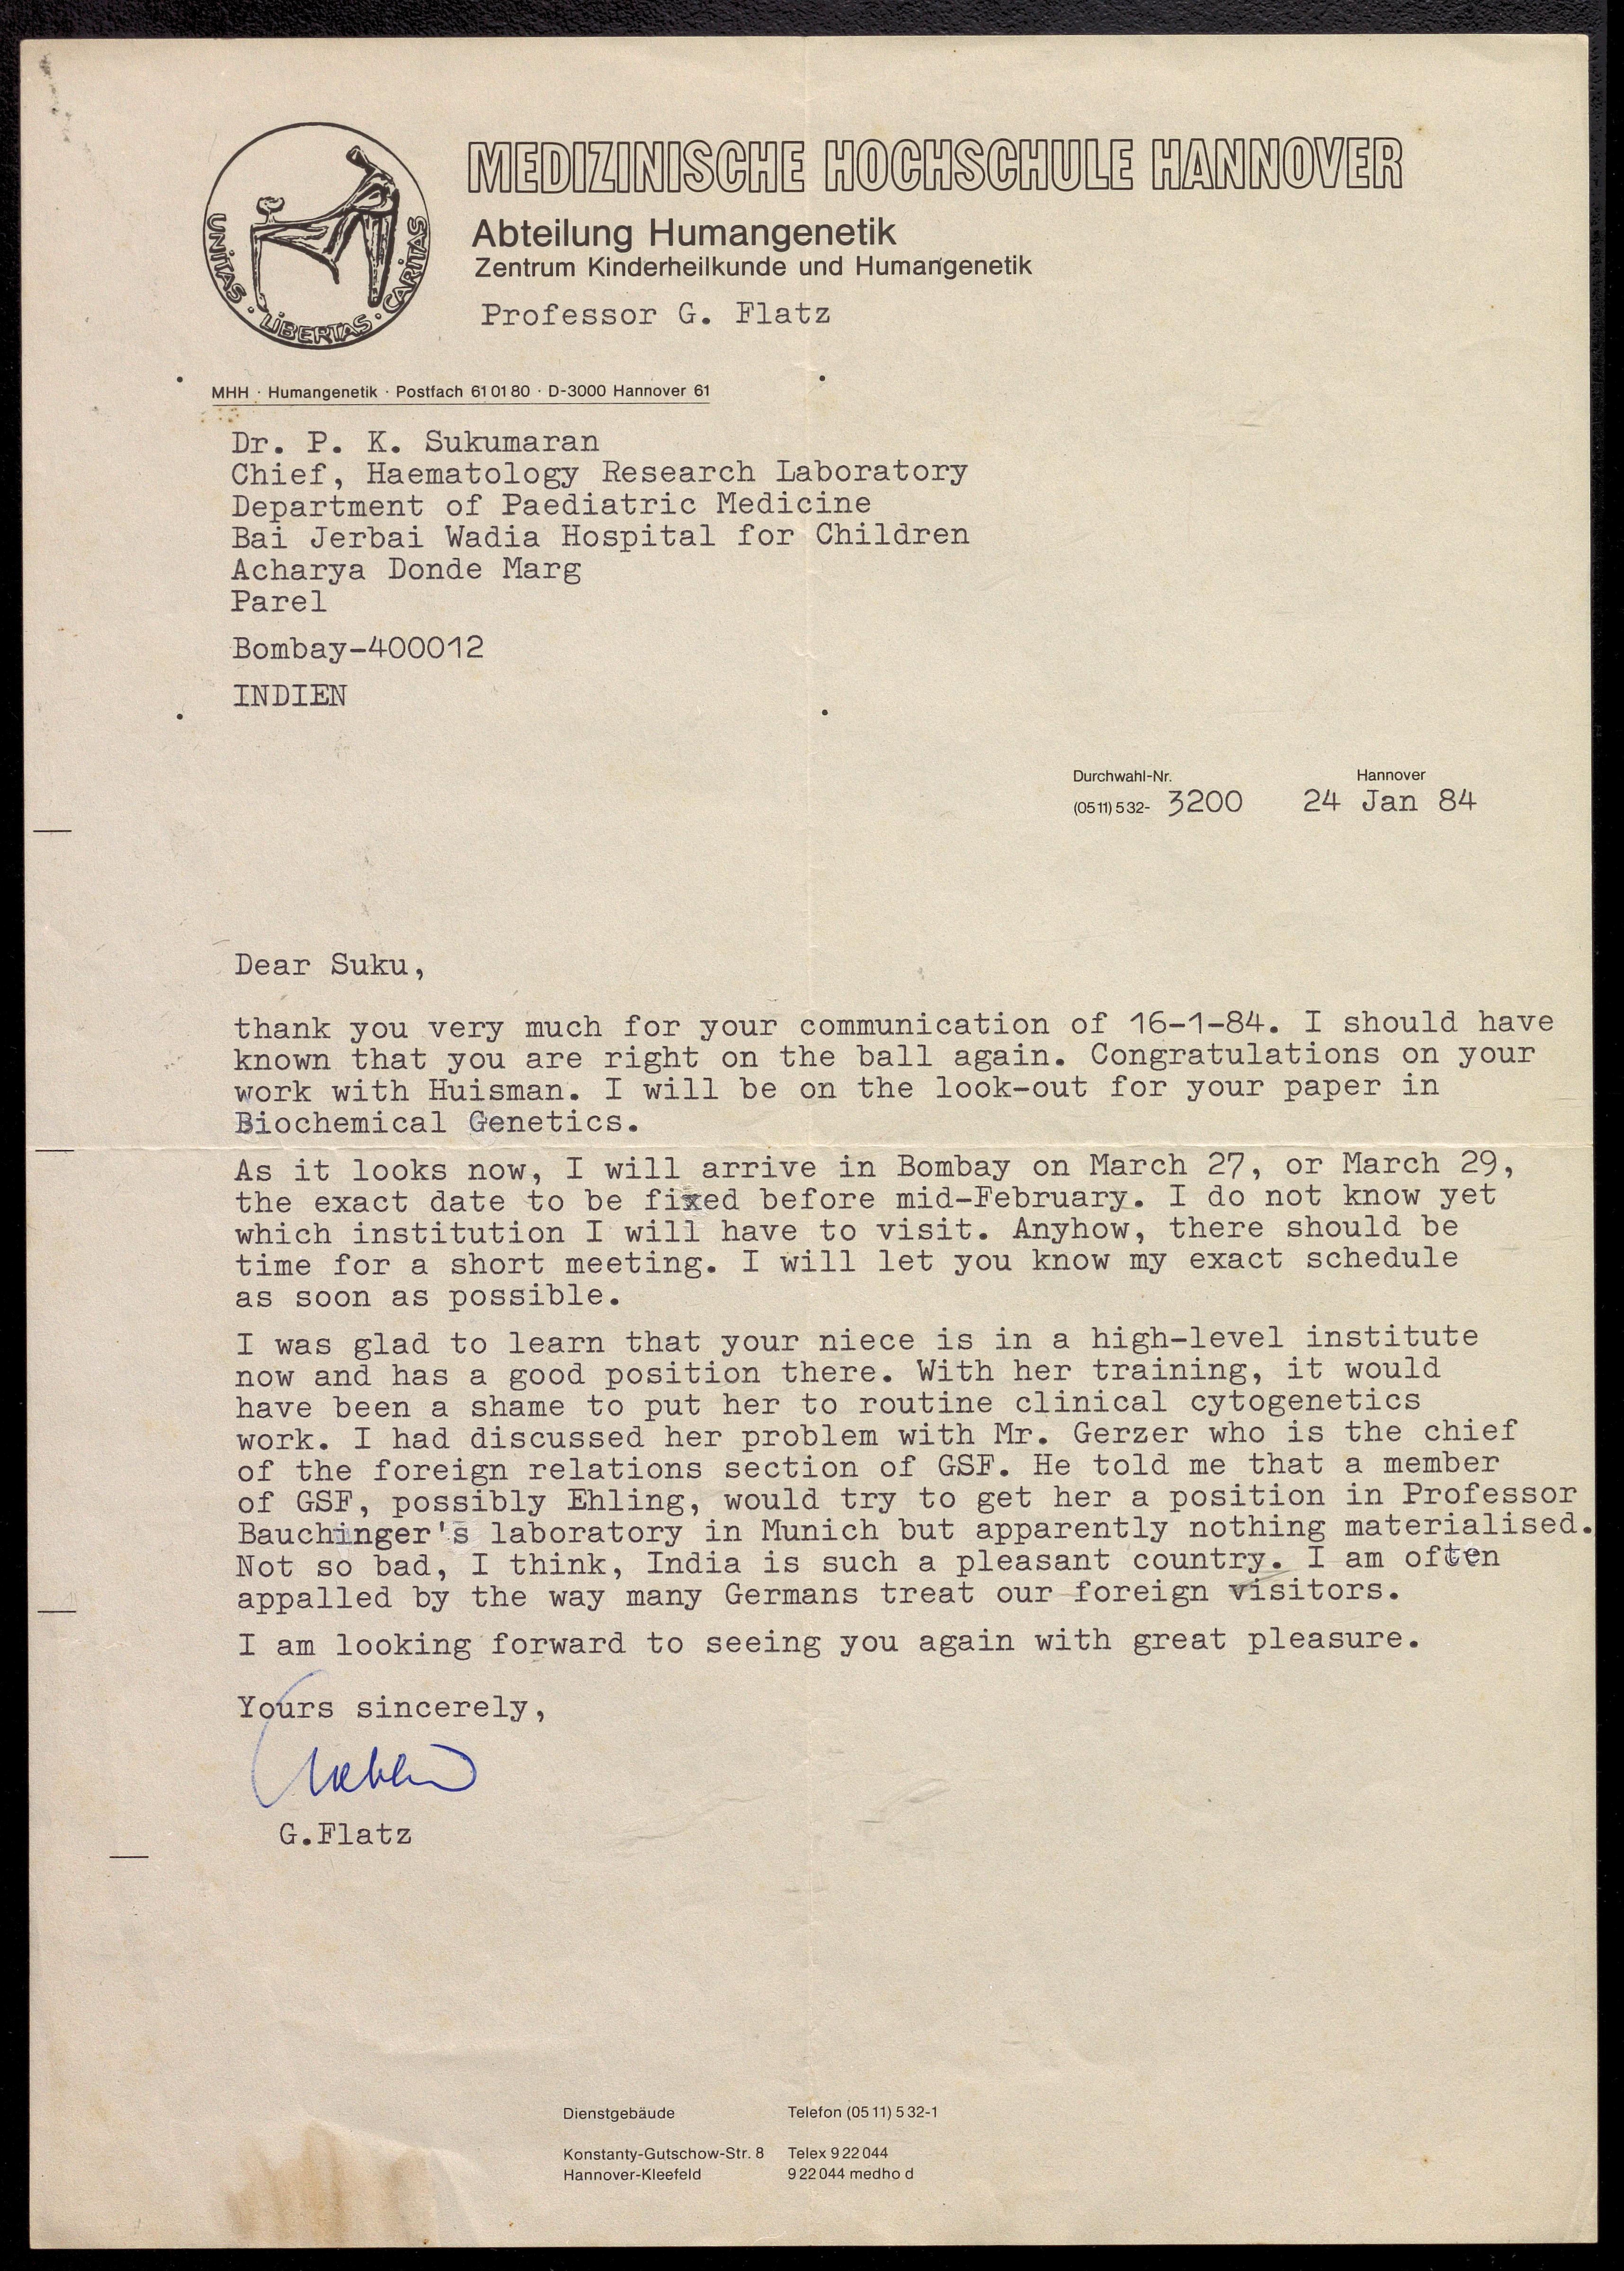 MEDIZINISCHE HOCHSCHULE HANNOVER
Abteilung Humangenetik
Zentrum Kinderheilkunde und Humangenetik
Professor G. Flatz
UNITAS · LIBERTAS · CARITAS
MHH · Humangenetik · Postfach 61 01 80 · D-3000 Hannover 61
Dr. P. K. Sukumaran
Chief, Haematology Research Laboratory
Department of Paediatric Medicine
Bai Jerbai Wadia Hospital for Children
Acharya Donde Marg
Parel
Bombay-400012
INDIEN
Durchwahl-Nr. Hannover
(05 11) 5 32- 3200 24 Jan 84
Dear Suku,
thank you very much for your communication of 16-1-84. I should have
known that you are right on the ball again. Congratulations on your
work with Huisman. I will be on the look-out for your paper in
Biochemical Genetics.
As it looks now, I will arrive in Bombay on March 27, or March 29,
the exact date to be fixed before mid-February. I do not know yet
which institution I will have to visit. Anyhow, there should be
time for a short meeting. I will let you know my exact schedule
as soon as possible.
I was glad to learn that your niece is in a high-level institute
now and has a good position there. With her training, it would
have been a shame to put her to routine clinical cytogenetics
work. I had discussed her problem with Mr. Gerzer who is the chief
of the foreign relations section of GSF. He told me that a member
of GSF, possibly Ehling, would try to get her a position in Professor
Bauchinger's laboratory in Munich but apparently nothing materialised.
Not so bad, I think, India is such a pleasant country. I am often
appalled by the way many Germans treat our foreign visitors.
I am looking forward to seeing you again with great pleasure.
Yours sincerely,
G.Flatz
Dienstgebäude Telefon (05 11) 5 32-1
Konstanty-Gutschow-Str. 8 Telex 9 22 044
Hannover-Kleefeld 9 22 044 medho d